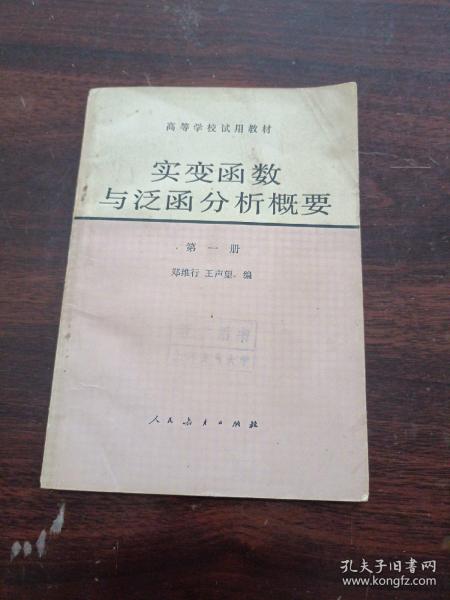 高等学校试用教材
实变函数
与泛函分析概要
第一册
郑维行 王声望 编
人民教育出版社
孔夫子旧书网
www.kongfz.com